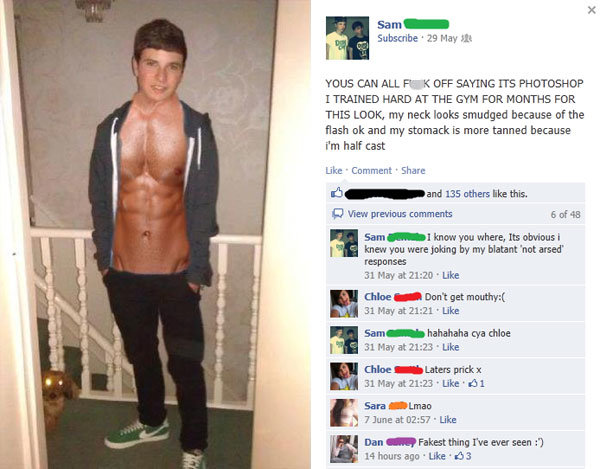 Sam
Subscribe · 29 May
YOUS CAN ALL F K OFF SAYING ITS PHOTOSHOP
I TRAINED HARD AT THE GYM FOR MONTHS FOR
THIS LOOK, my neck looks smudged because of the
flash ok and my stomack is more tanned because
i'm half cast
Like · Comment · Share
and 135 others like this.
View previous comments 6 of 48
Sam I know you where, Its obvious i
knew you were joking by my blatant 'not arsed'
responses
31 May at 21:20 · Like
Chloe Don't get mouthy:(
31 May at 21:21 · Like
Sam hahahaha cya chloe
31 May at 21:23 · Like
Chloe Laters prick x
31 May at 21:23 · Like · 1
Sara Lmao
7 June at 02:57 · Like
Dan Fakest thing I've ever seen :')
14 hours ago · Like · 3